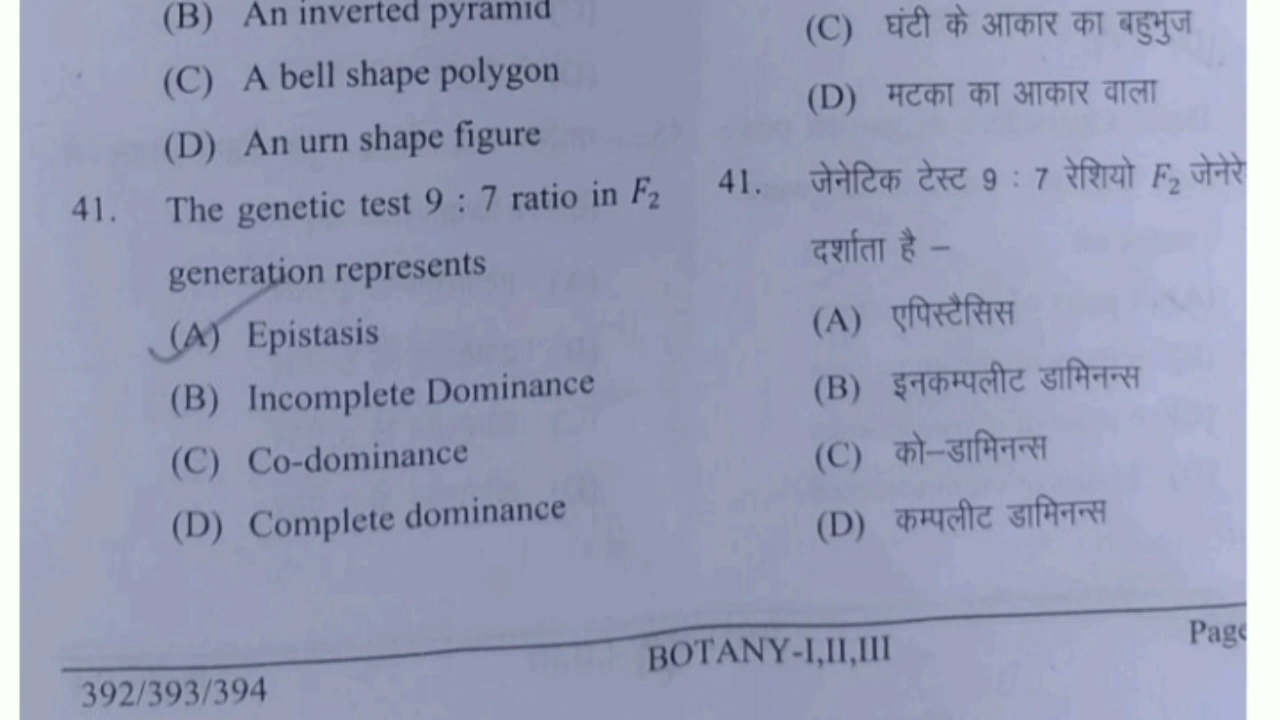 (B) An inverted pyramid
(C) A bell shape polygon
(D) An urn shape figure
41. The genetic test 9 : 7 ratio in F₂
generation represents
(A) Epistasis
(B) Incomplete Dominance
(C) Co-dominance
(D) Complete dominance
(C) घंटी के आकार का बहुभुज
(D) मटका का आकार वाला
41. जेनेटिक टेस्ट 9 : 7 रेशियो F₂ जेनेरे
दर्शाता है –
(A) एपिस्टैसिस
(B) इनकम्पलीट डामिनन्स
(C) को–डामिनन्स
(D) कम्पलीट डामिनन्स
392/393/394
BOTANY-I,II,III
Page